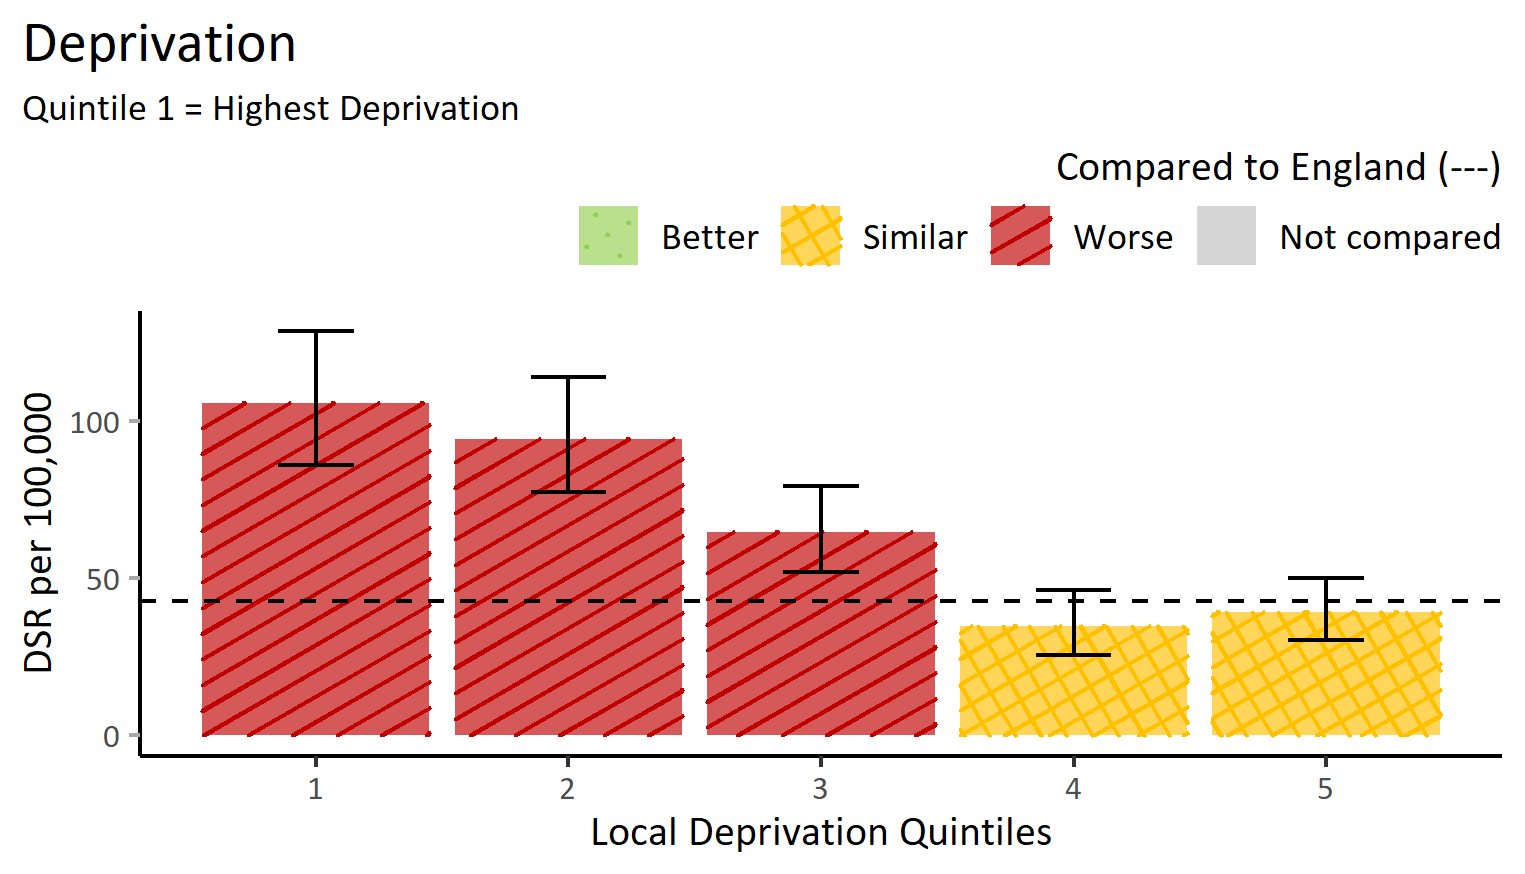 Deprivation
Quintile 1 = Highest Deprivation
Compared to England (---)
Better Similar Worse Not compared
DSR per 100,000
100
50
0
1 2 3 4 5
Local Deprivation Quintiles